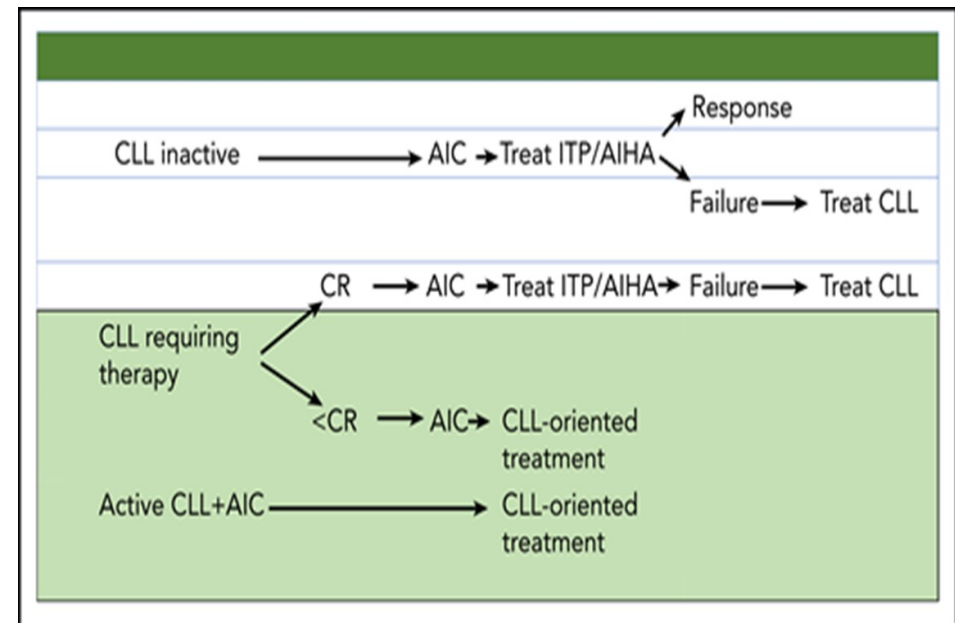 Response
CLL inactive AIC Treat ITP/AIHA
Failure Treat CLL
CR AIC Treat ITP/AIHA Failure Treat CLL
CLL requiring
therapy
<CR AIC CLL-oriented
treatment
Active CLL+AIC CLL-oriented
treatment